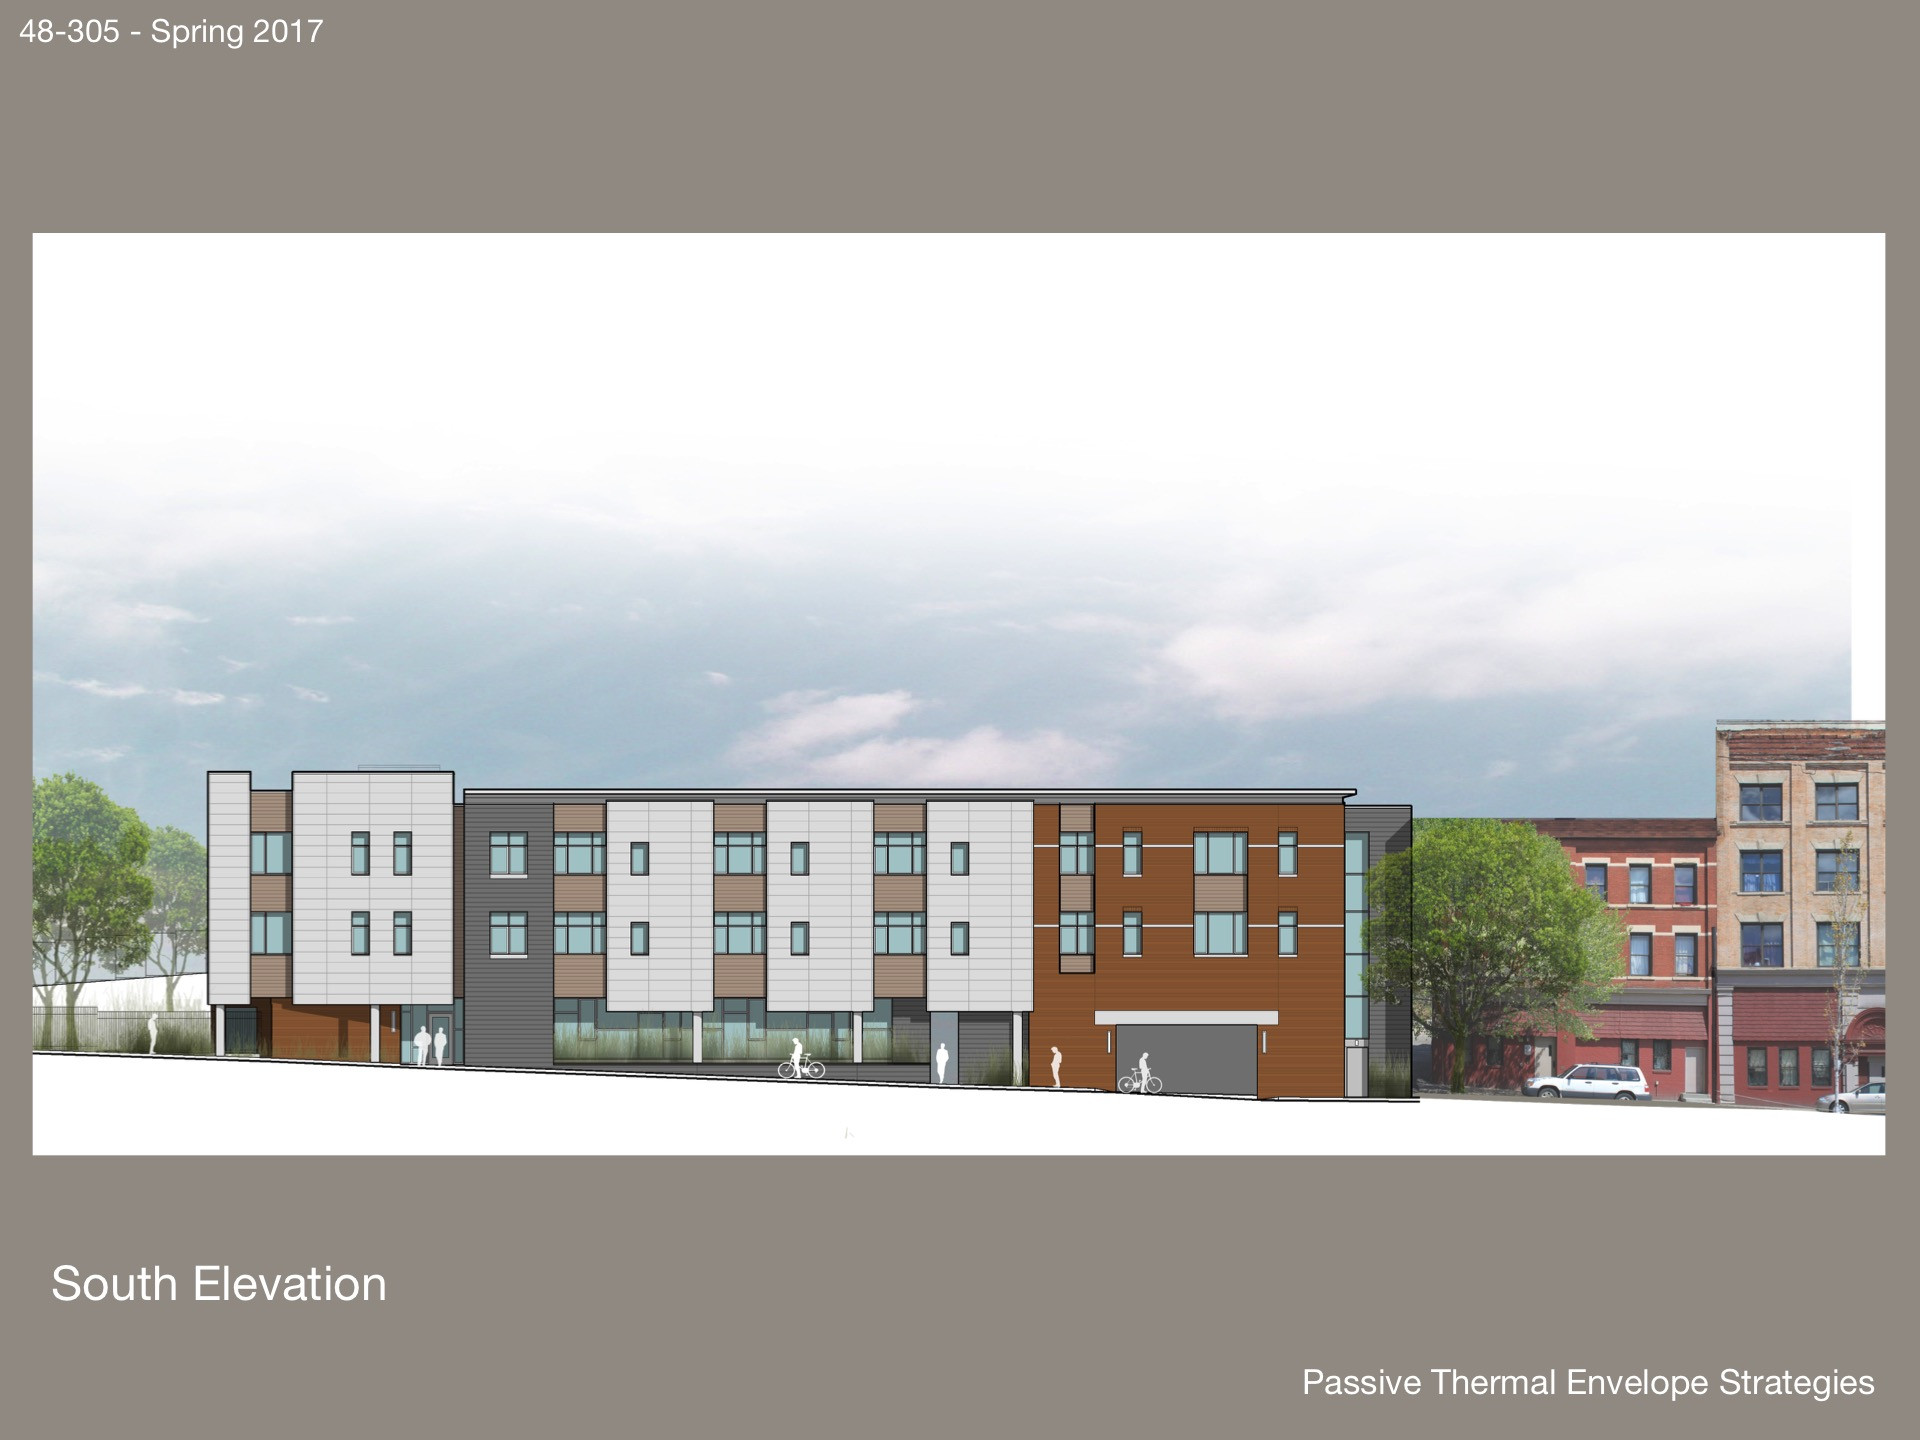 48-305 - Spring 2017
South Elevation
Passive Thermal Envelope Strategies